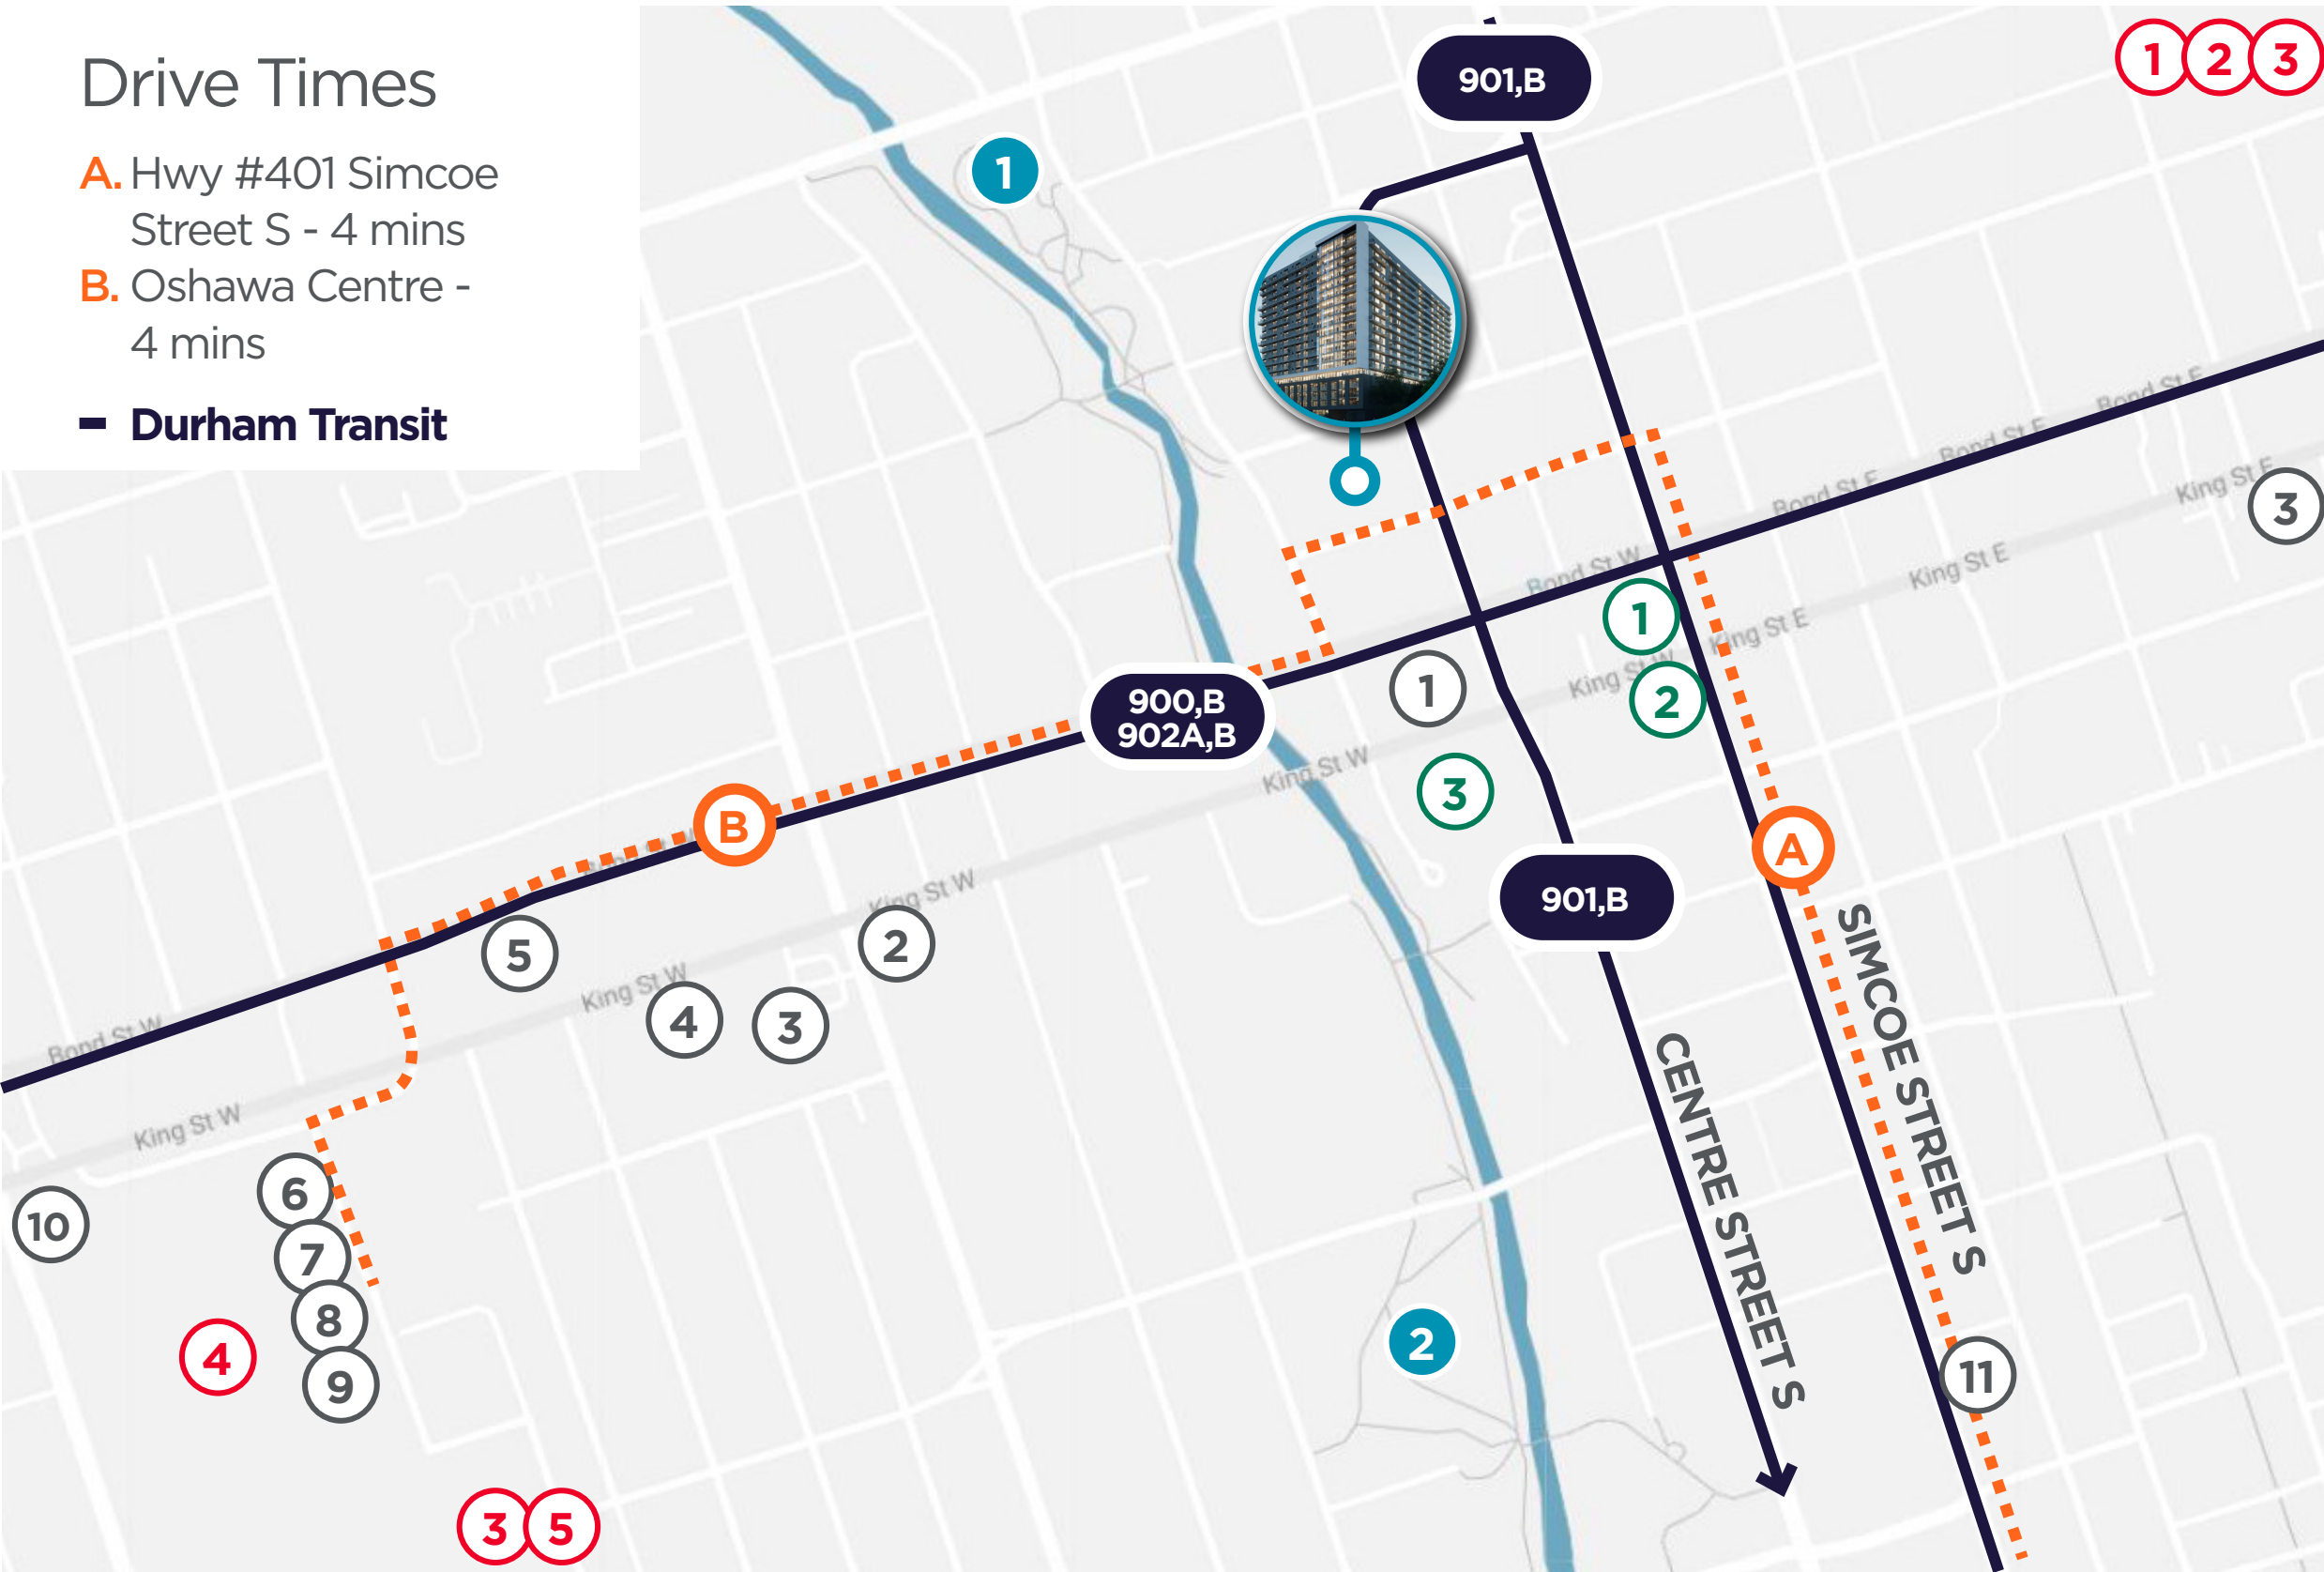 Drive Times
A. Hwy #401 Simcoe
Street S - 4 mins
B. Oshawa Centre -
4 mins
Durham Transit
901,B
1 2 3
1
Bond St E
Bond St E
Bond St E
King St E
3
Bond St W
King St E
1
King St E
King St W
2
1
900,B
902A,B
King St W
3
B
A
901,B
King St W
2
5
King St W
4
3
Bond St W
King St W
SIMCOE STREET S
CENTRE STREET S
6
10
7
8
4
9
2
11
3 5